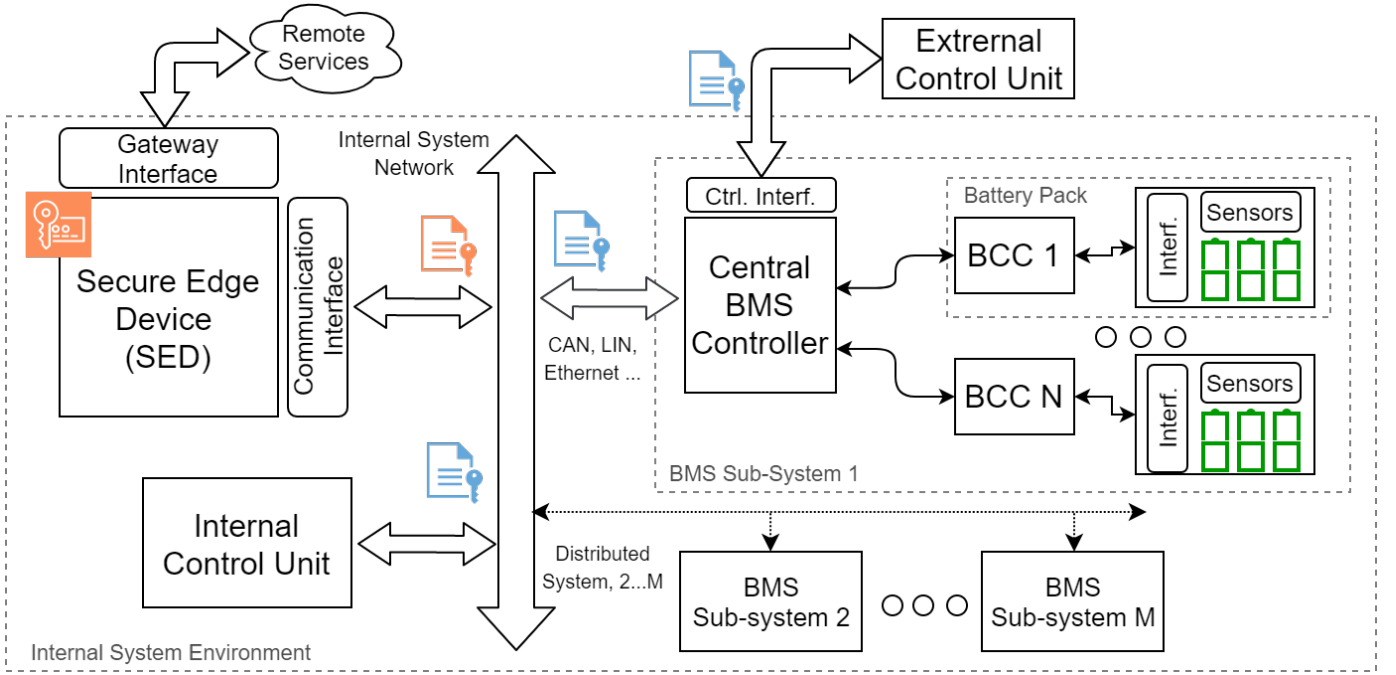 Remote
Services
Extrernal
Control Unit
Gateway
Interface
Internal System
Network
Ctrl. Interf.
Battery Pack
Secure Edge
Device
(SED)
Communication
Interface
CAN, LIN,
Ethernet ...
Central
BMS
Controller
BCC 1
Interf.
Sensors
BCC N
Interf.
Sensors
BMS Sub-System 1
Internal
Control Unit
Distributed
System, 2...M
BMS
Sub-system 2
BMS
Sub-system M
Internal System Environment